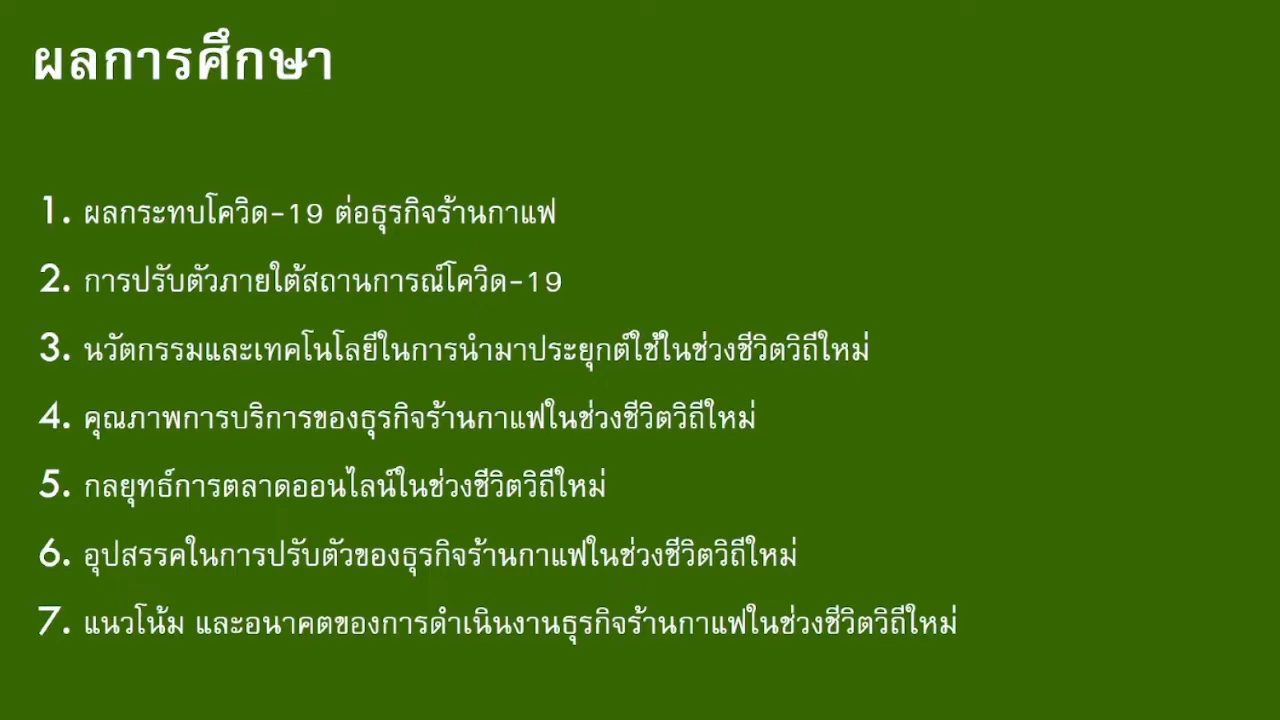 ผลการศึกษา
1. ผลกระทบโควิด-19 ต่อธุรกิจร้านกาแฟ
2. การปรับตัวภายใต้สถานการณ์โควิด-19
3. นวัตกรรมและเทคโนโลยีในการนำมาประยุกต์ใช้ในช่วงชีวิตวิถีใหม่
4. คุณภาพการบริการของธุรกิจร้านกาแฟในช่วงชีวิตวิถีใหม่
5. กลยุทธ์การตลาดออนไลน์ในช่วงชีวิตวิถีใหม่
6. อุปสรรคในการปรับตัวของธุรกิจร้านกาแฟในช่วงชีวิตวิถีใหม่
7. แนวโน้ม และอนาคตของการดำเนินงานธุรกิจร้านกาแฟในช่วงชีวิตวิถีใหม่